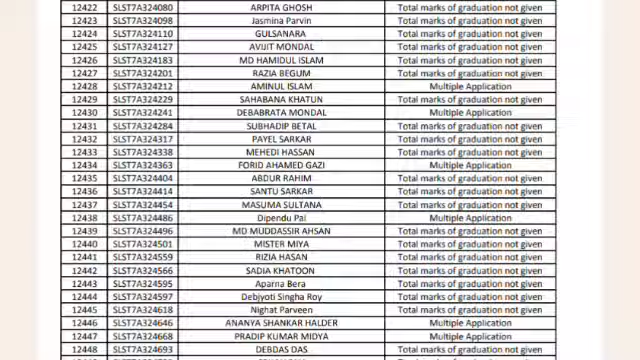 12422 SLST7A324080 ARPITA GHOSH Total marks of graduation not given
12423 SLST7A324098 Jasmina Parvin Total marks of graduation not given
12424 SLST7A324110 GULSANARA Total marks of graduation not given
12425 SLST7A324127 AVIJIT MONDAL Total marks of graduation not given
12426 SLST7A324183 MD HAMIDUL ISLAM Total marks of graduation not given
12427 SLST7A324201 RAZIA BEGUM Total marks of graduation not given
12428 SLST7A324212 AMINUL ISLAM Multiple Application
12429 SLST7A324229 SAHABANA KHATUN Total marks of graduation not given
12430 SLST7A324241 DEBABRATA MONDAL Multiple Application
12431 SLST7A324284 SUBHADIP BETAL Total marks of graduation not given
12432 SLST7A324317 PAYEL SARKAR Total marks of graduation not given
12433 SLST7A324338 MEHEDI HASSAN Total marks of graduation not given
12434 SLST7A324363 FORID AHAMED GAZI Multiple Application
12435 SLST7A324404 ABDUR RAHIM Total marks of graduation not given
12436 SLST7A324414 SANTU SARKAR Total marks of graduation not given
12437 SLST7A324454 MASUMA SULTANA Total marks of graduation not given
12438 SLST7A324486 Dipendu Pal Multiple Application
12439 SLST7A324496 MD MUDDASSIR AHSAN Total marks of graduation not given
12440 SLST7A324501 MISTER MIYA Total marks of graduation not given
12441 SLST7A324559 RIZIA HASAN Total marks of graduation not given
12442 SLST7A324566 SADIA KHATOON Total marks of graduation not given
12443 SLST7A324595 Aparna Bera Total marks of graduation not given
12444 SLST7A324597 Debjyoti Singha Roy Total marks of graduation not given
12445 SLST7A324618 Nighat Parveen Total marks of graduation not given
12446 SLST7A324646 ANANYA SHANKAR HALDER Multiple Application
12447 SLST7A324668 PRADIP KUMAR MIDYA Multiple Application
12448 SLST7A324693 DEBDAS DAS Total marks of graduation not given